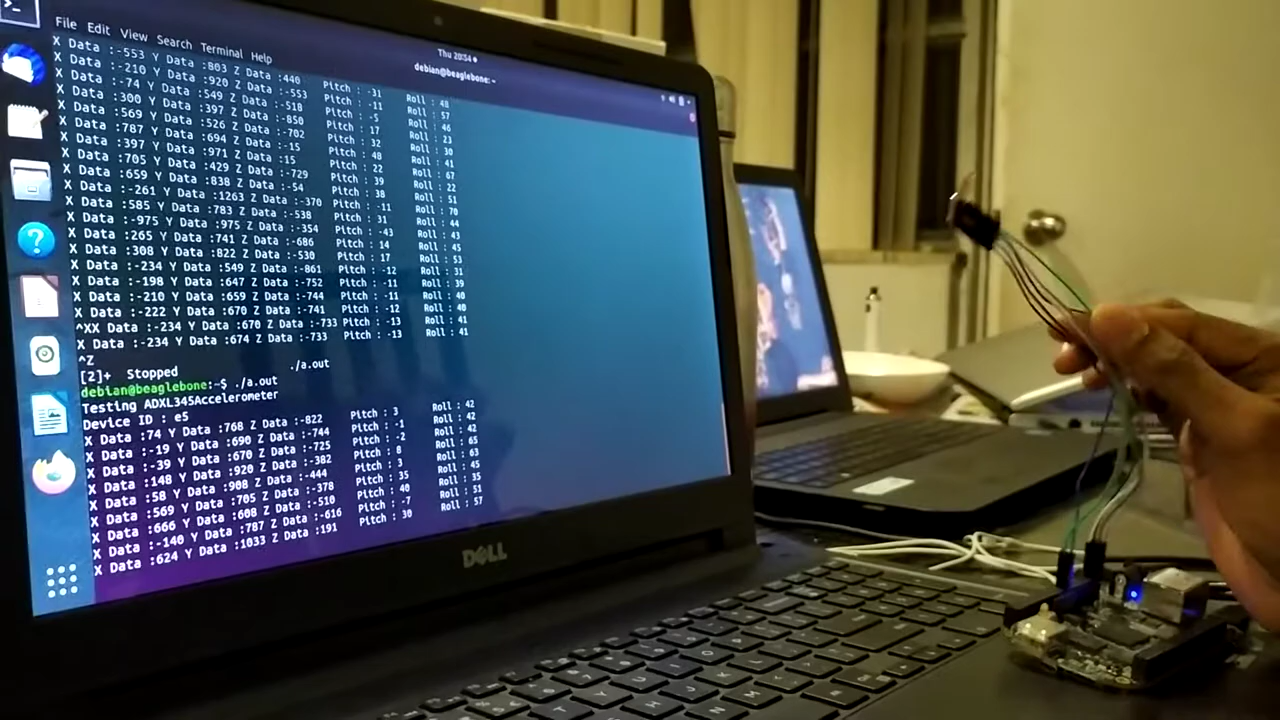 Thu 20:54
debian@beaglebone: ~
File Edit View Search Terminal Help
X Data :-553 Y Data :803 Z Data :440 Pitch : -31 Roll : 48
X Data :-210 Y Data :920 Z Data :-553 Pitch : -11 Roll : 57
X Data :-74 Y Data :549 Z Data :-518 Pitch : -5 Roll : 46
X Data :300 Y Data :397 Z Data :-850 Pitch : 17 Roll : 23
X Data :569 Y Data :526 Z Data :-702 Pitch : 32 Roll : 30
X Data :787 Y Data :694 Z Data :-15 Pitch : 48 Roll : 41
X Data :397 Y Data :971 Z Data :15 Pitch : 22 Roll : 67
X Data :705 Y Data :429 Z Data :-729 Pitch : 39 Roll : 22
X Data :659 Y Data :838 Z Data :-54 Pitch : 38 Roll : 51
X Data :-261 Y Data :1263 Z Data :-370 Pitch : -11 Roll : 70
X Data :585 Y Data :783 Z Data :-538 Pitch : 31 Roll : 44
X Data :-975 Y Data :975 Z Data :-354 Pitch : -43 Roll : 43
X Data :265 Y Data :741 Z Data :-686 Pitch : 14 Roll : 45
X Data :308 Y Data :822 Z Data :-530 Pitch : 17 Roll : 53
X Data :-234 Y Data :549 Z Data :-861 Pitch : -12 Roll : 31
X Data :-198 Y Data :647 Z Data :-752 Pitch : -11 Roll : 39
X Data :-210 Y Data :659 Z Data :-744 Pitch : -11 Roll : 40
X Data :-222 Y Data :670 Z Data :-741 Pitch : -12 Roll : 40
^XX Data :-234 Y Data :670 Z Data :-733 Pitch : -13 Roll : 41
X Data :-234 Y Data :674 Z Data :-733 Pitch : -13 Roll : 41
^Z
[2]+ Stopped ./a.out
debian@beaglebone:~$ ./a.out
Testing ADXL345Accelerometer
Device ID : e5
X Data :74 Y Data :768 Z Data :-822 Pitch : 3 Roll : 42
X Data :-19 Y Data :690 Z Data :-744 Pitch : -1 Roll : 42
X Data :-39 Y Data :670 Z Data :-725 Pitch : -2 Roll : 42
X Data :148 Y Data :920 Z Data :-382 Pitch : 8 Roll : 65
X Data :58 Y Data :908 Z Data :-444 Pitch : 3 Roll : 63
X Data :569 Y Data :705 Z Data :-378 Pitch : 35 Roll : 45
X Data :666 Y Data :608 Z Data :-510 Pitch : 40 Roll : 35
X Data :-140 Y Data :787 Z Data :-616 Pitch : -7 Roll : 51
X Data :624 Y Data :1033 Z Data :191 Pitch : 30 Roll : 57
DELL